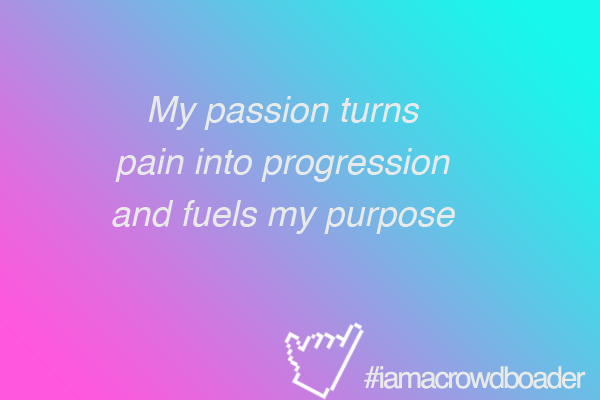 My passion turns
pain into progression
and fuels my purpose
#iamacrowdboader